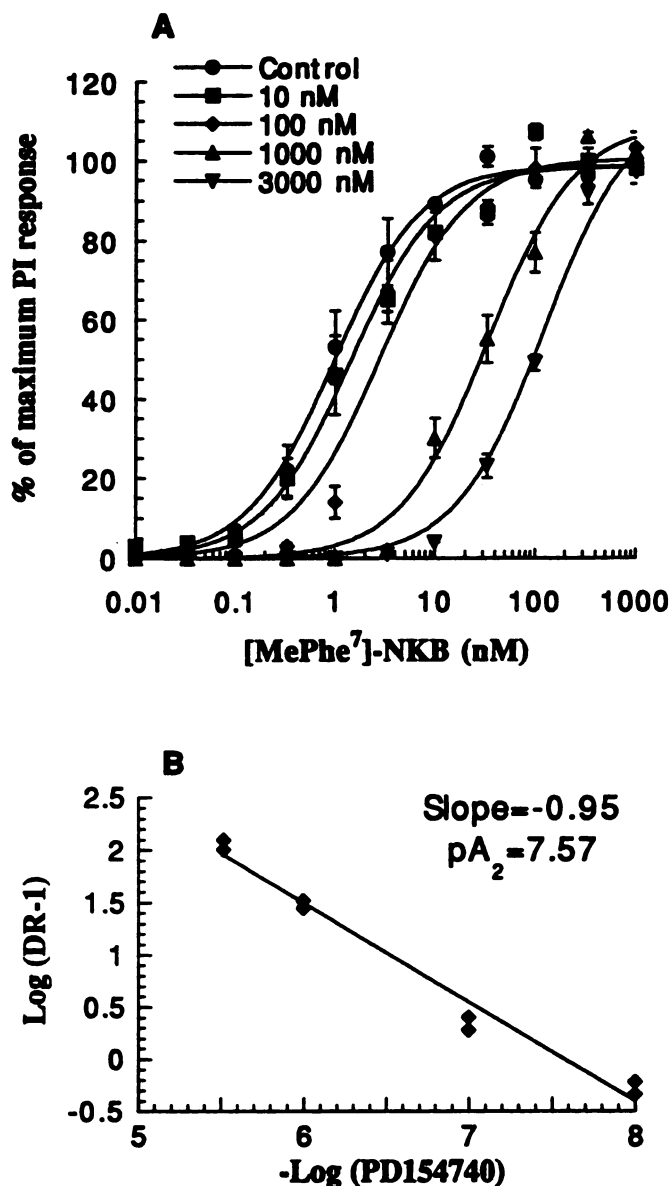 A
Control
10 nM
100 nM
1000 nM
3000 nM
120
100
80
60
40
20
0
% of maximum PI response
0.01 0.1 1 10 100 1000
[MePhe⁷]-NKB (nM)
B
Slope=-0.95
pA₂=7.57
2.5
2
1.5
1
0.5
0
-0.5
Log (DR-1)
5 6 7 8
-Log (PD154740)